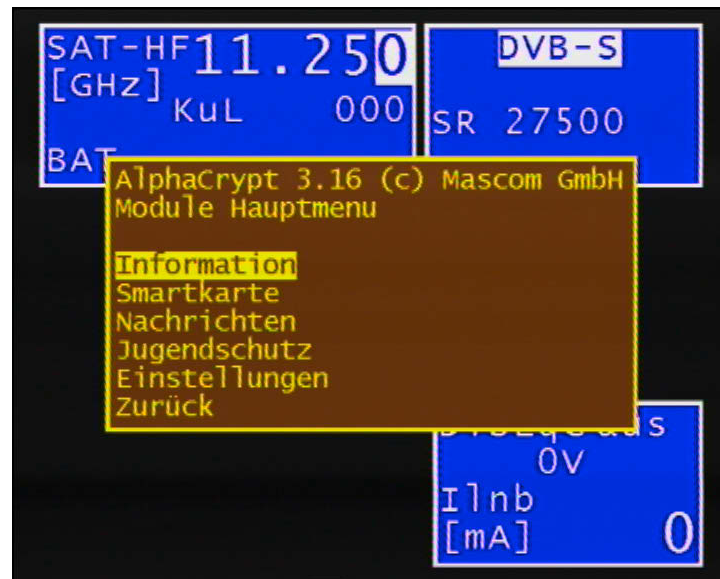 SAT-HF 11.250
[GHz]
KuL 000
BAT
DVB-S
SR 27500
AlphaCrypt 3.16 (c) Mascom GmbH
Module Hauptmenu
Information
Smartkarte
Nachrichten
Jugendschutz
Einstellungen
Zurück
0V
Ilnb
[mA] 0